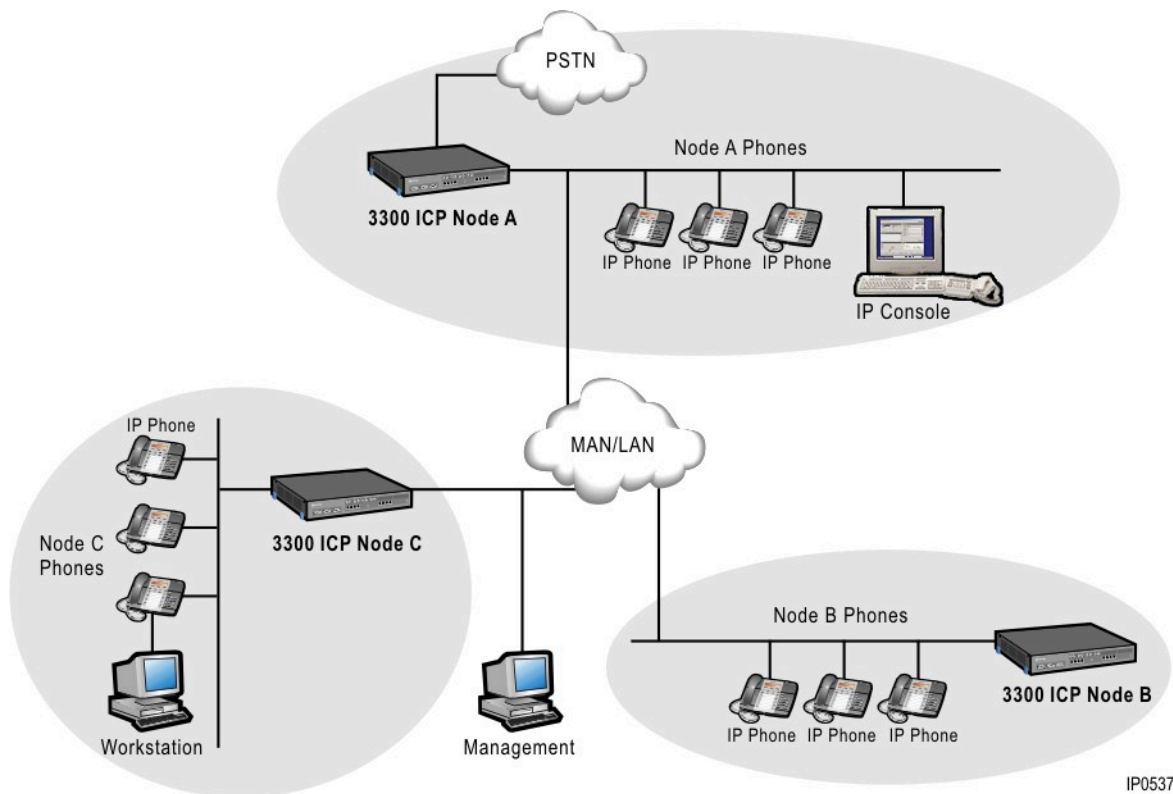 PSTN
Node A Phones
3300 ICP Node A
IP Phone IP Phone IP Phone
IP Console
MAN/LAN
IP Phone
Node C
Phones
3300 ICP Node C
Workstation
Management
Node B Phones
3300 ICP Node B
IP Phone IP Phone IP Phone
IP0537